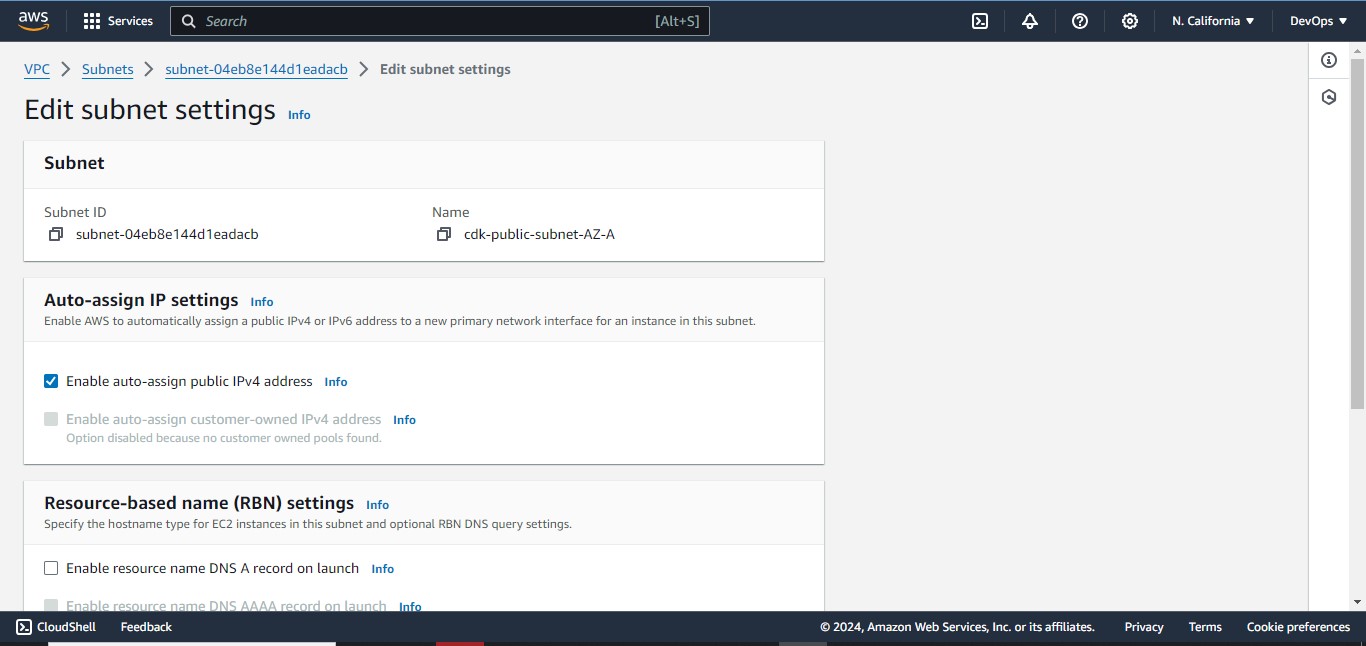 aws
Services
Search [Alt+S]
N. California
DevOps
VPC
Subnets
subnet-04eb8e144d1eadacb
Edit subnet settings
Edit subnet settings Info
Subnet
Subnet ID
subnet-04eb8e144d1eadacb
Name
cdk-public-subnet-AZ-A
Auto-assign IP settings Info
Enable AWS to automatically assign a public IPv4 or IPv6 address to a new primary network interface for an instance in this subnet.
Enable auto-assign public IPv4 address Info
Enable auto-assign customer-owned IPv4 address Info
Option disabled because no customer owned pools found.
Resource-based name (RBN) settings Info
Specify the hostname type for EC2 instances in this subnet and optional RBN DNS query settings.
Enable resource name DNS A record on launch Info
Enable resource name DNS AAAA record on launch Info
CloudShell
Feedback
© 2024, Amazon Web Services, Inc. or its affiliates.
Privacy
Terms
Cookie preferences